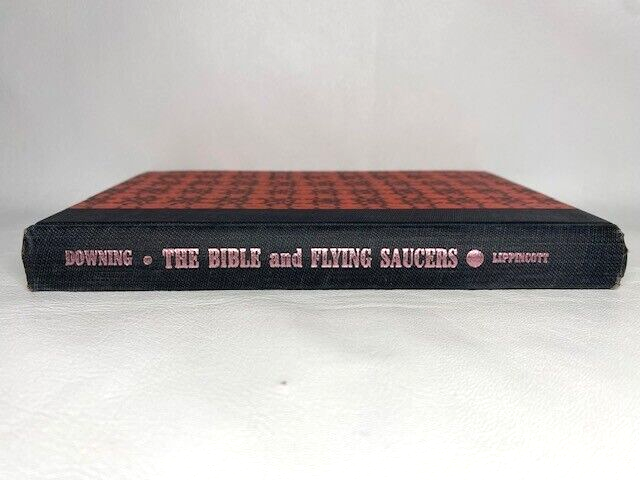 DOWNING • THE BIBLE and FLYING SAUCERS ● LIPPINCOTT